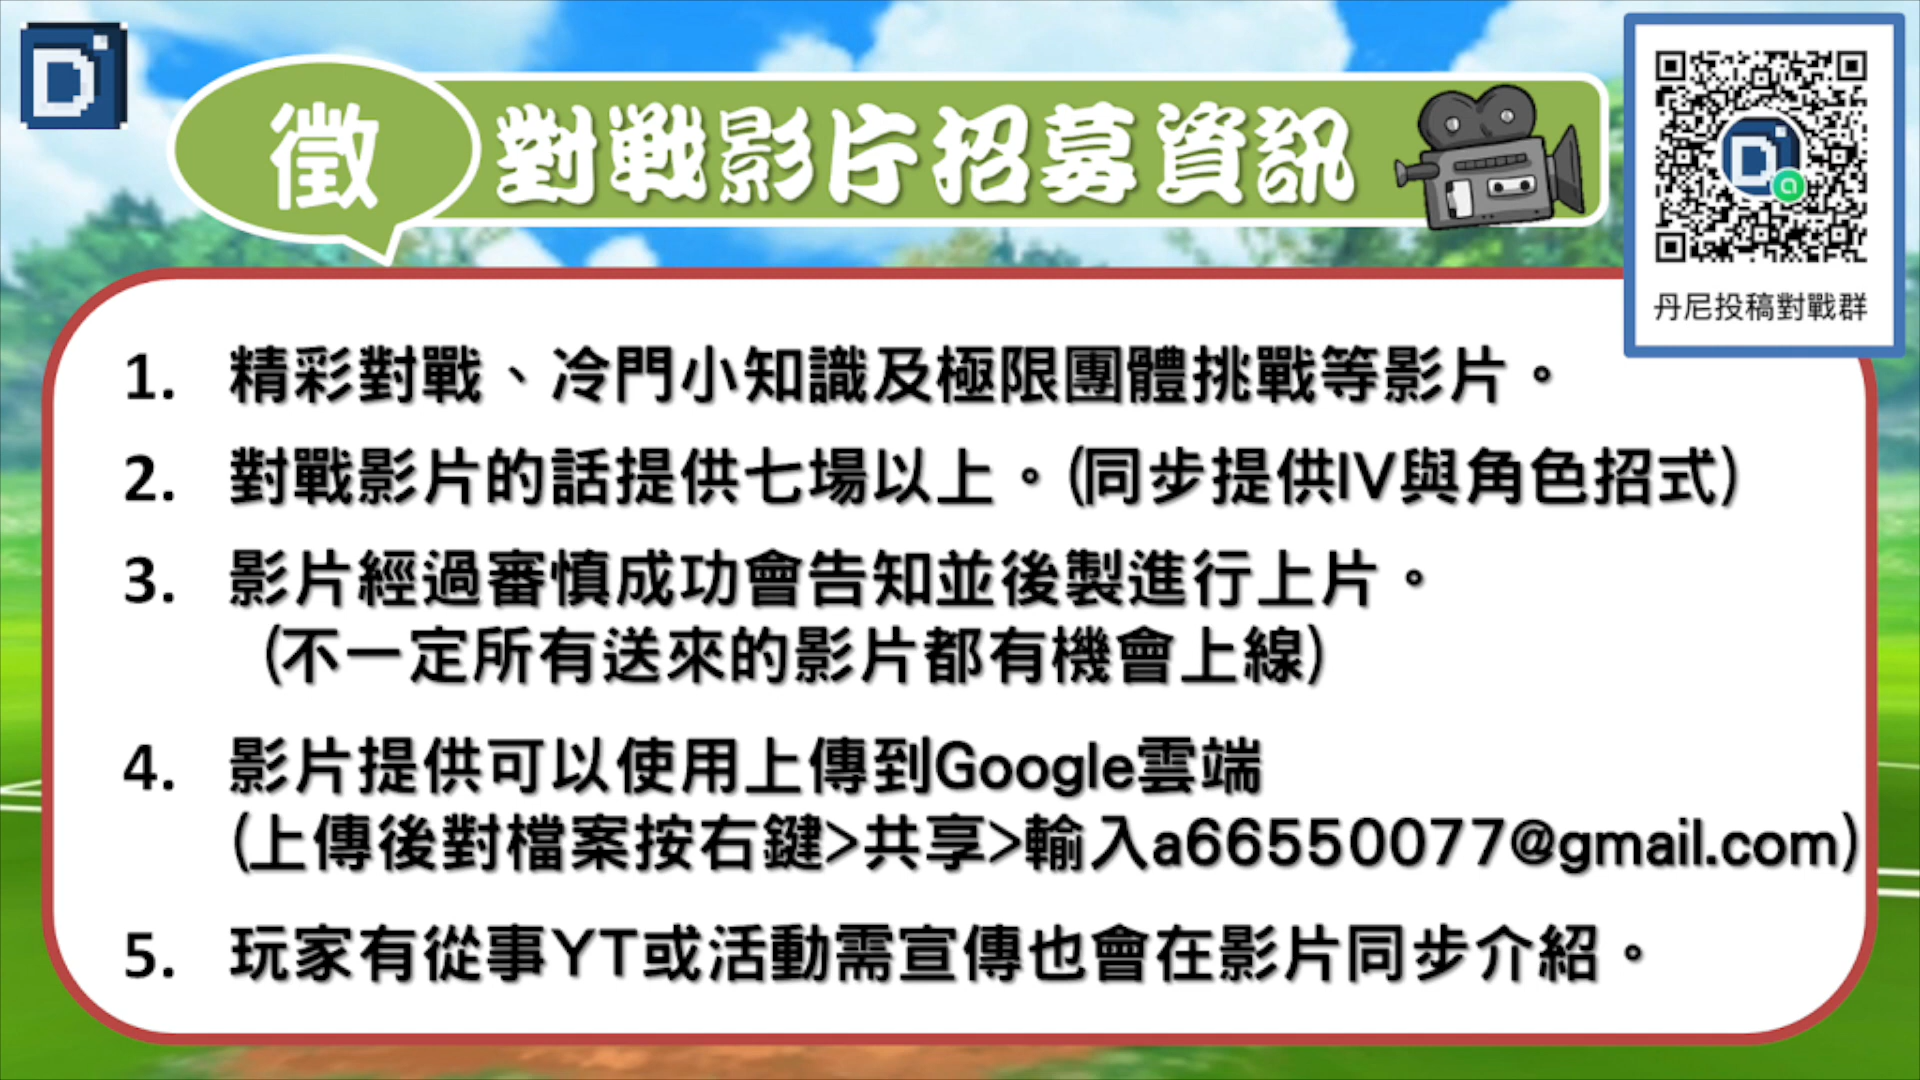 D
徵 對戰影片招募資訊
丹尼投稿對戰群
1. 精彩對戰、冷門小知識及極限團體挑戰等影片。
2. 對戰影片的話提供七場以上。(同步提供IV與角色招式)
3. 影片經過審慎成功會告知並後製進行上片。
(不一定所有送來的影片都有機會上線)
4. 影片提供可以使用上傳到Google雲端
(上傳後對檔案按右鍵>共享>輸入a66550077@gmail.com)
5. 玩家有從事YT或活動需宣傳也會在影片同步介紹。